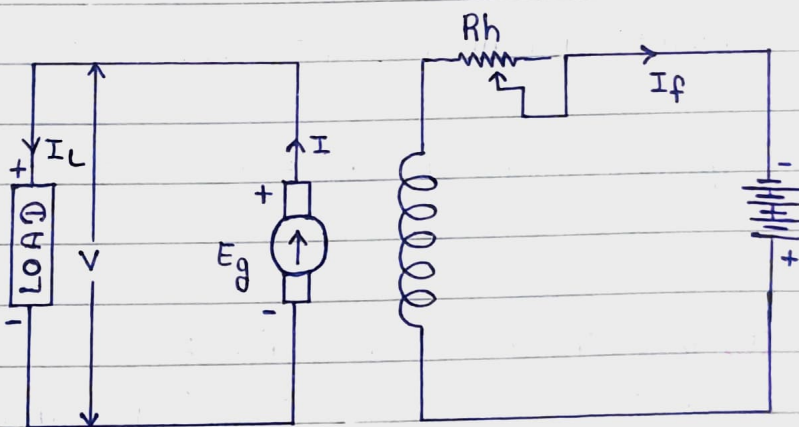 Rh
If
IL
I
+
+
-
LOAD
V
Eg
-
-
+